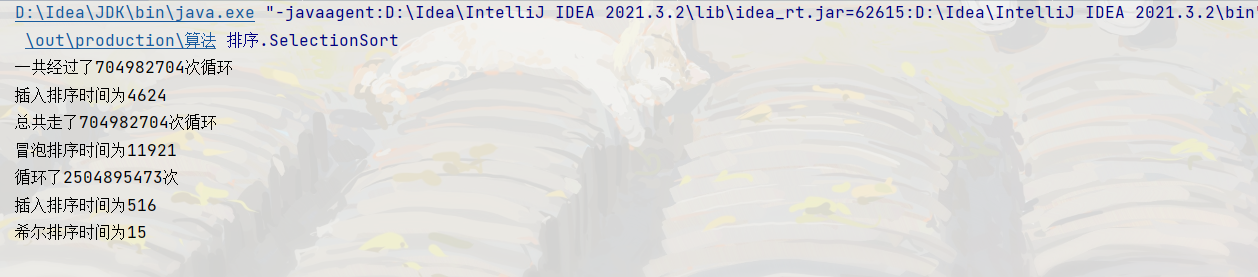 D:\Idea\JDK\bin\java.exe "-javaagent:D:\Idea\IntelliJ IDEA 2021.3.2\lib\idea_rt.jar=62615:D:\Idea\IntelliJ IDEA 2021.3.2\bin"
\out\production\算法 排序.SelectionSort
一共经过了704982704次循环
插入排序时间为4624
总共走了704982704次循环
冒泡排序时间为11921
循环了2504895473次
插入排序时间为516
希尔排序时间为15